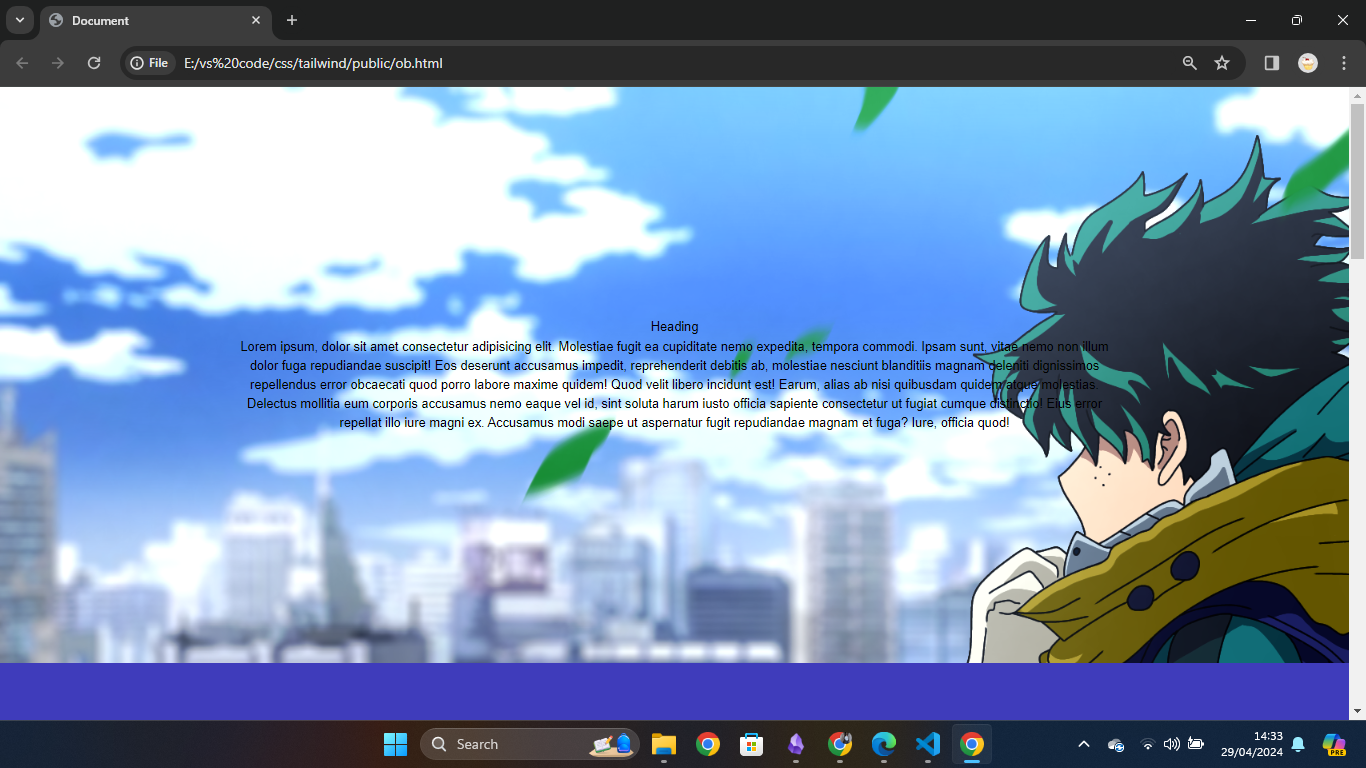 Document
File
E:/vs%20code/css/tailwind/public/ob.html
Heading
Lorem ipsum, dolor sit amet consectetur adipisicing elit. Molestiae fugit ea cupiditate nemo expedita, tempora commodi. Ipsam sunt, vitae nemo non illum
dolor fuga repudiandae suscipit! Eos deserunt accusamus impedit, reprehenderit debitis ab, molestiae nesciunt blanditiis magnam deleniti dignissimos
repellendus error obcaecati quod porro labore maxime quidem! Quod velit libero incidunt est! Earum, alias ab nisi quibusdam quidem atque molestias.
Delectus mollitia eum corporis accusamus nemo eaque vel id, sint soluta harum iusto officia sapiente consectetur ut fugiat cumque distinctio! Eius error
repellat illo iure magni ex. Accusamus modi saepe ut aspernatur fugit repudiandae magnam et fuga? Iure, officia quod!
Search
14:33
29/04/2024
PRE